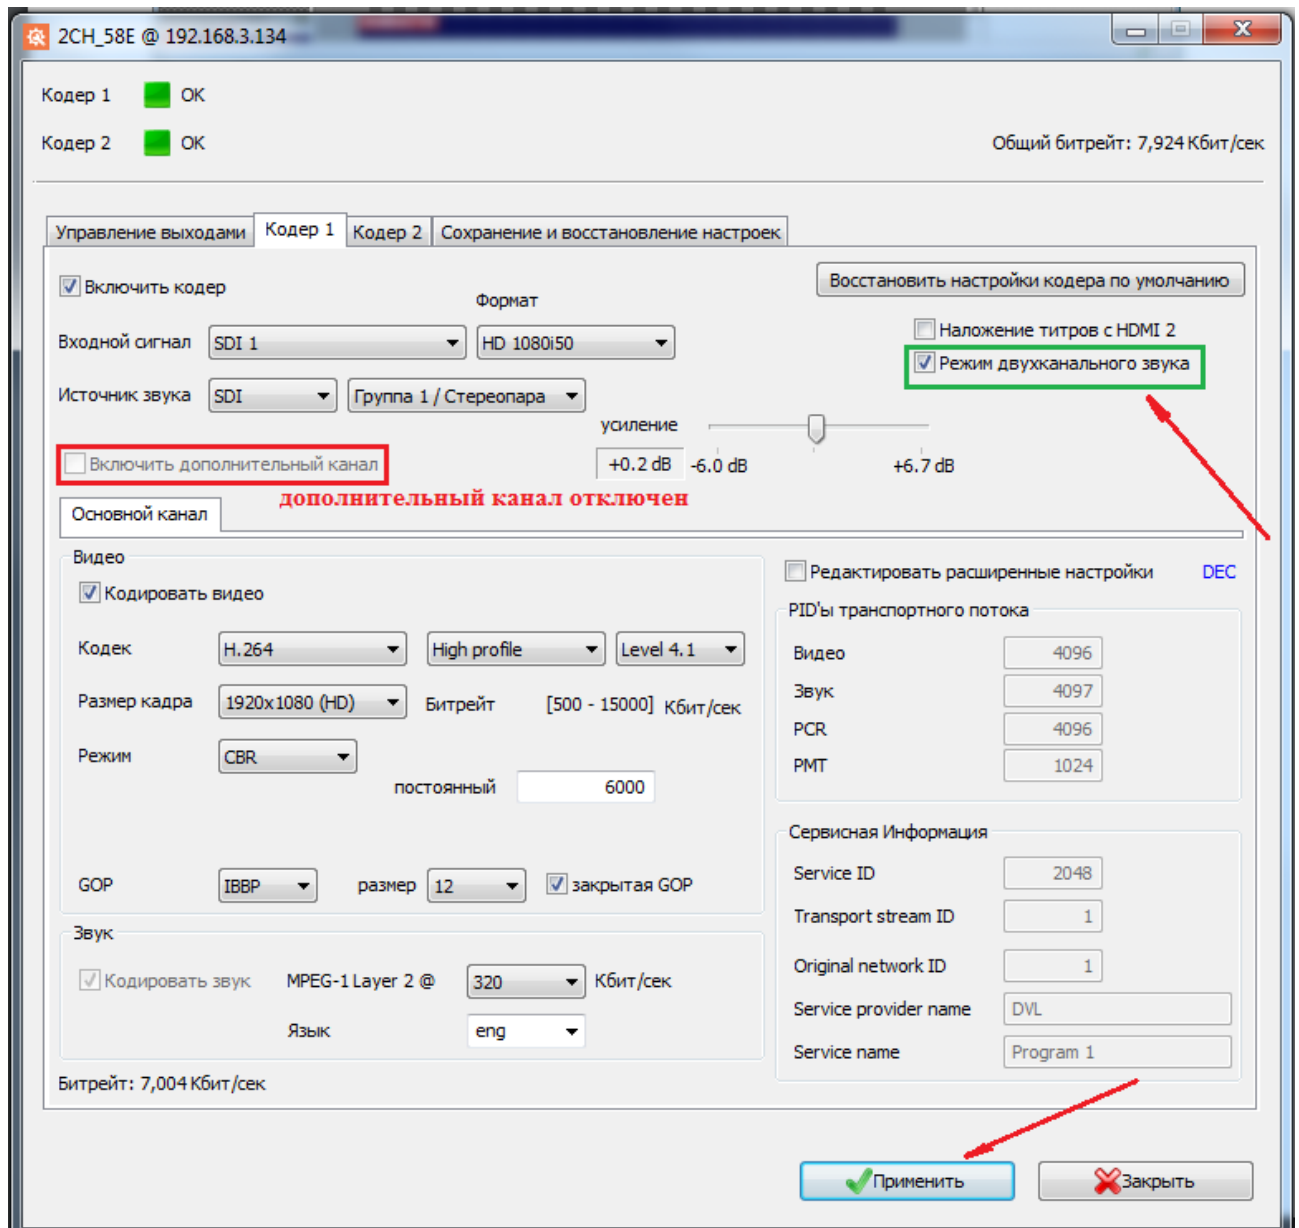 2CH_58E @ 192.168.3.134
Кодер 1 OK
Кодер 2 OK Общий битрейт: 7,924 Кбит/сек
Управление выходами Кодер 1 Кодер 2 Сохранение и восстановление настроек
Включить кодер Восстановить настройки кодера по умолчанию
Формат
Наложение титров с HDMI 2
Входной сигнал SDI 1 HD 1080i50
Режим двухканального звука
Источник звука SDI Группа 1 / Стереопара
усиление
Включить дополнительный канал +0.2 dB -6.0 dB +6.7 dB
дополнительный канал отключен
Основной канал
Видео
Редактировать расширенные настройки DEC
Кодировать видео
PID'ы транспортного потока
Кодек H.264 High profile Level 4.1
Видео 4096
Размер кадра 1920x1080 (HD) Битрейт [500 - 15000] Кбит/сек
Звук 4097
PCR 4096
Режим CBR
PMT 1024
постоянный 6000
Сервисная Информация
GOP IBBP размер 12 закрытая GOP
Service ID 2048
Transport stream ID 1
Звук
Original network ID 1
Кодировать звук MPEG-1 Layer 2 @ 320 Кбит/сек
Service provider name DVL
Язык eng
Service name Program 1
Битрейт: 7,004 Кбит/сек
Применить Закрыть